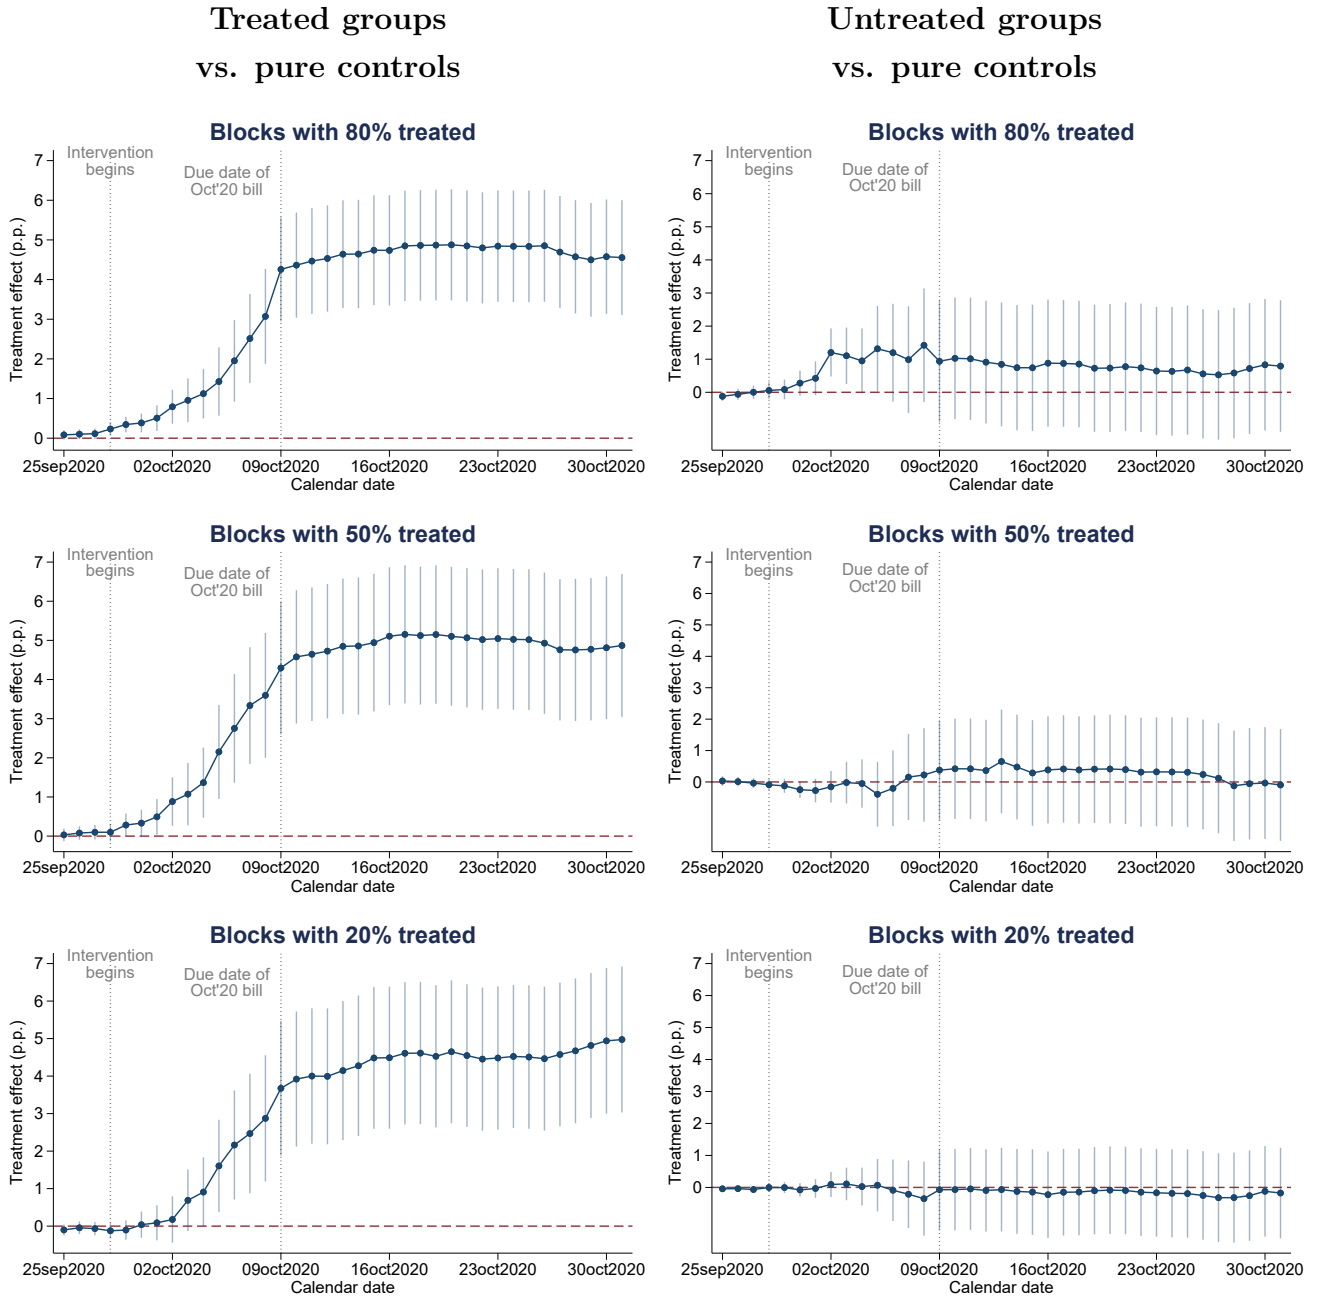 Treated groups
vs. pure controls
Untreated groups
vs. pure controls
Blocks with 80% treated
Intervention
begins
Due date of
Oct'20 bill
Treatment effect (p.p.)
7
6
5
4
3
2
1
0
25sep2020 02oct2020 09oct2020 16oct2020 23oct2020 30oct2020
Calendar date
Blocks with 80% treated
Intervention
begins
Due date of
Oct'20 bill
Treatment effect (p.p.)
7
6
5
4
3
2
1
0
25sep2020 02oct2020 09oct2020 16oct2020 23oct2020 30oct2020
Calendar date
Blocks with 50% treated
Intervention
begins
Due date of
Oct'20 bill
Treatment effect (p.p.)
7
6
5
4
3
2
1
0
25sep2020 02oct2020 09oct2020 16oct2020 23oct2020 30oct2020
Calendar date
Blocks with 50% treated
Intervention
begins
Due date of
Oct'20 bill
Treatment effect (p.p.)
7
6
5
4
3
2
1
0
25sep2020 02oct2020 09oct2020 16oct2020 23oct2020 30oct2020
Calendar date
Blocks with 20% treated
Intervention
begins
Due date of
Oct'20 bill
Treatment effect (p.p.)
7
6
5
4
3
2
1
0
25sep2020 02oct2020 09oct2020 16oct2020 23oct2020 30oct2020
Calendar date
Blocks with 20% treated
Intervention
begins
Due date of
Oct'20 bill
Treatment effect (p.p.)
7
6
5
4
3
2
1
0
25sep2020 02oct2020 09oct2020 16oct2020 23oct2020 30oct2020
Calendar date